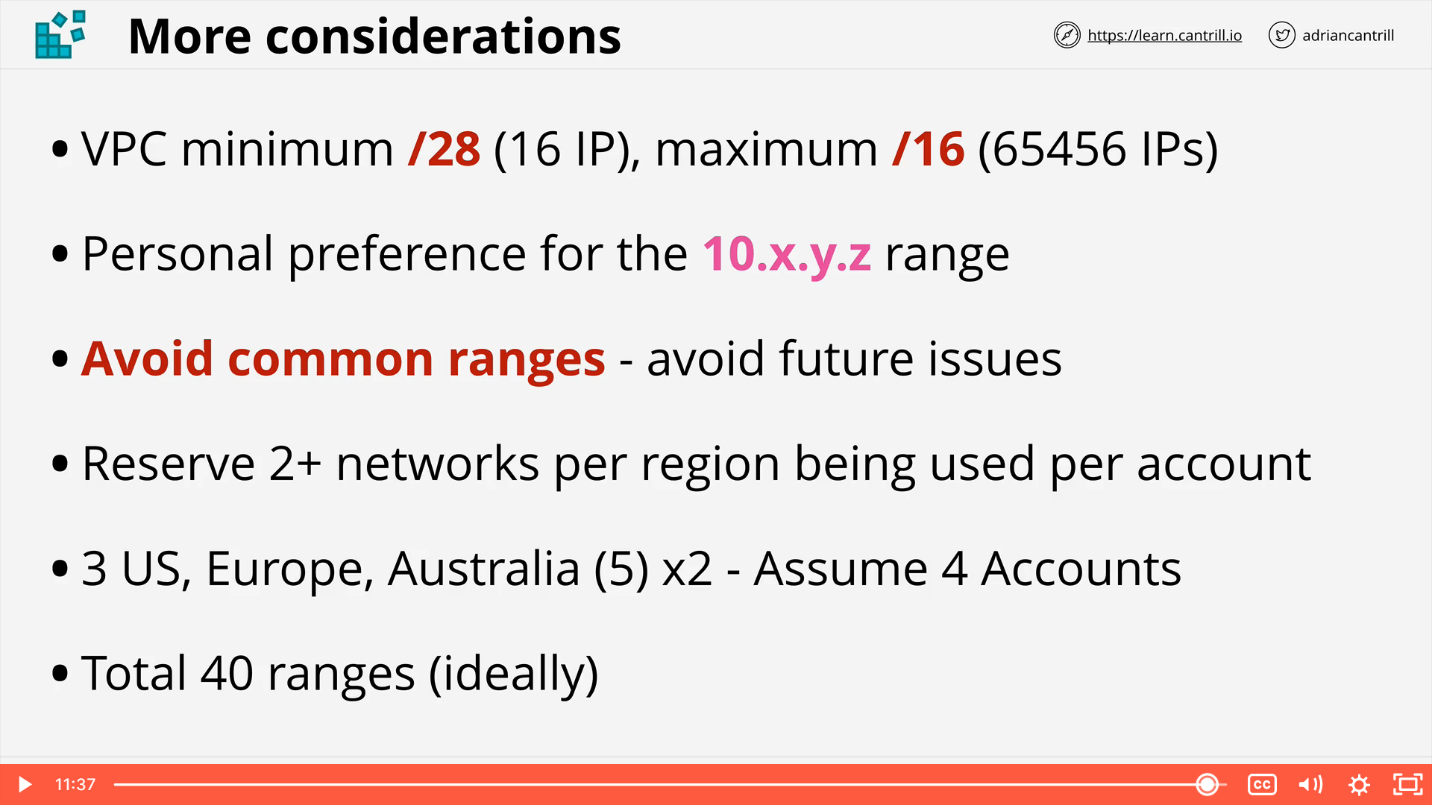 More considerations
https://learn.cantrill.io
adriancantrill
• VPC minimum /28 (16 IP), maximum /16 (65456 IPs)
• Personal preference for the 10.x.y.z range
• Avoid common ranges - avoid future issues
• Reserve 2+ networks per region being used per account
• 3 US, Europe, Australia (5) x2 - Assume 4 Accounts
• Total 40 ranges (ideally)
11:37
CC